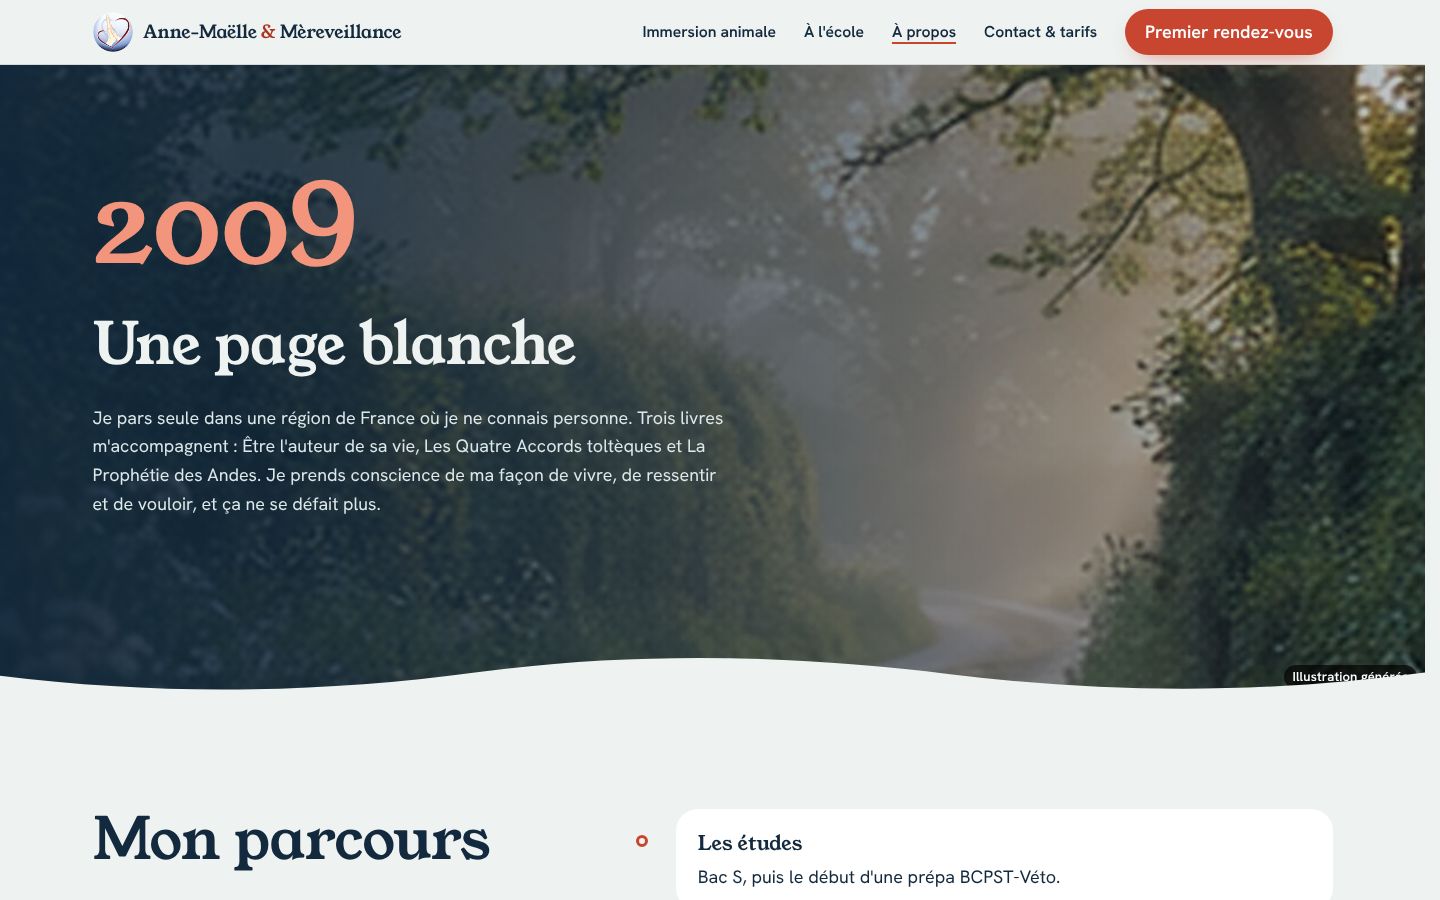 Anne-Maëlle & Mèreveillance
Immersion animale
À l'école
À propos
Contact & tarifs
Premier rendez-vous
2009
Une page blanche
Je pars seule dans une région de France où je ne connais personne. Trois livres
m'accompagnent : Être l'auteur de sa vie, Les Quatre Accords toltèques et La
Prophétie des Andes. Je prends conscience de ma façon de vivre, de ressentir
et de vouloir, et ça ne se défait plus.
Illustration générée
Mon parcours
Les études
Bac S, puis le début d'une prépa BCPST-Véto.